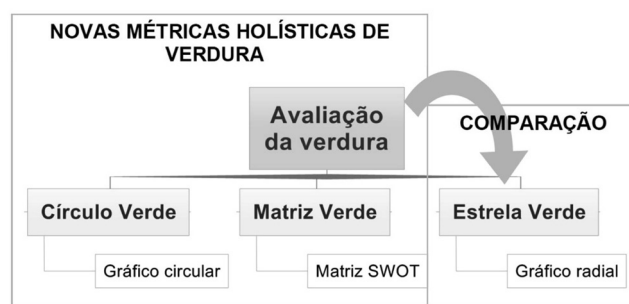 NOVAS MÉTRICAS HOLÍSTICAS DE
VERDURA
Avaliação
da verdura
COMPARAÇÃO
Círculo Verde
Matriz Verde
Estrela Verde
Gráfico circular
Matriz SWOT
Gráfico radial